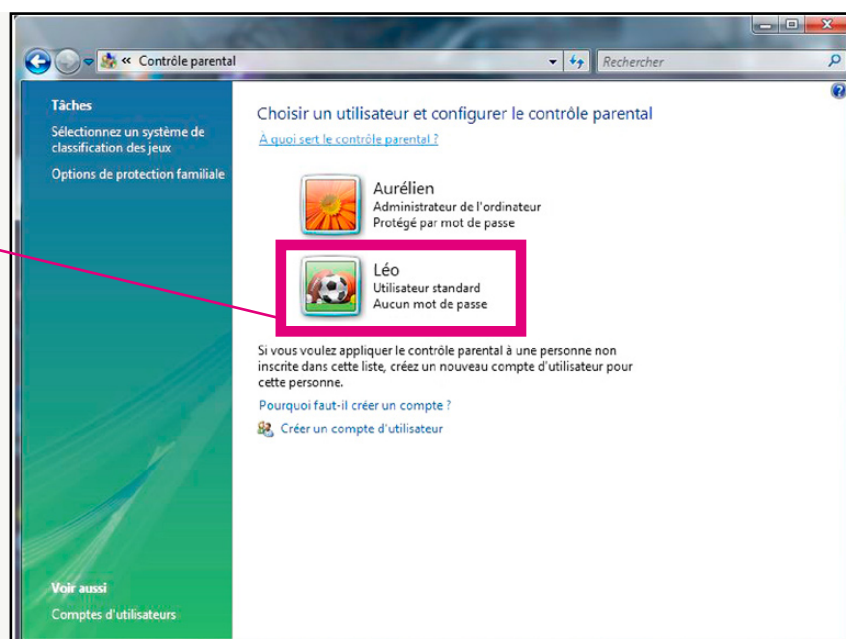 « Contrôle parental
Rechercher
Tâches
Sélectionnez un système de
classification des jeux
Options de protection familiale
Choisir un utilisateur et configurer le contrôle parental
À quoi sert le contrôle parental ?
Aurélien
Administrateur de l'ordinateur
Protégé par mot de passe
Léo
Utilisateur standard
Aucun mot de passe
Si vous voulez appliquer le contrôle parental à une personne non
inscrite dans cette liste, créez un nouveau compte d'utilisateur pour
cette personne.
Pourquoi faut-il créer un compte ?
Créer un compte d'utilisateur
Voir aussi
Comptes d'utilisateurs